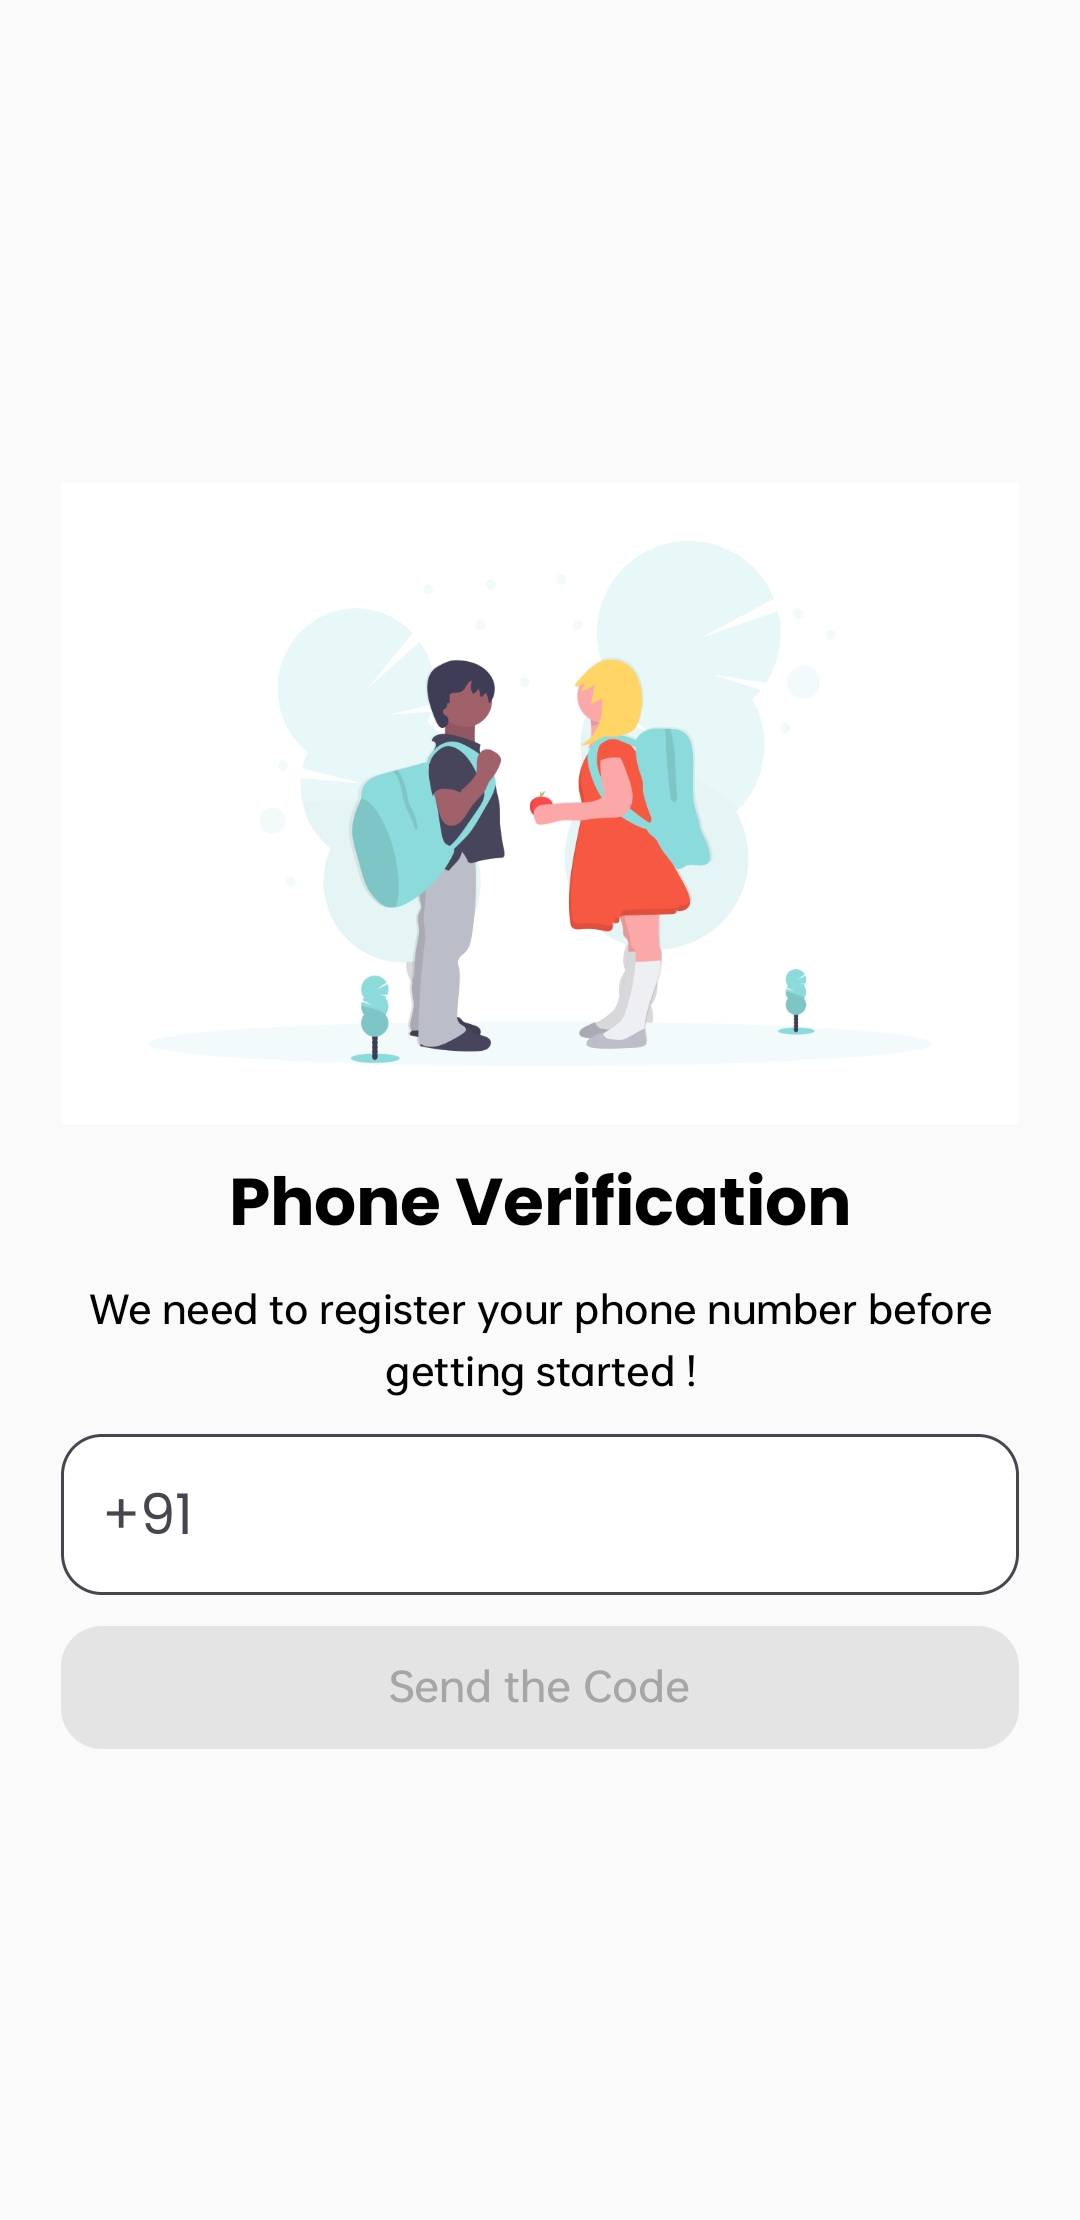 Phone Verification
We need to register your phone number before
getting started !
+91
Send the Code